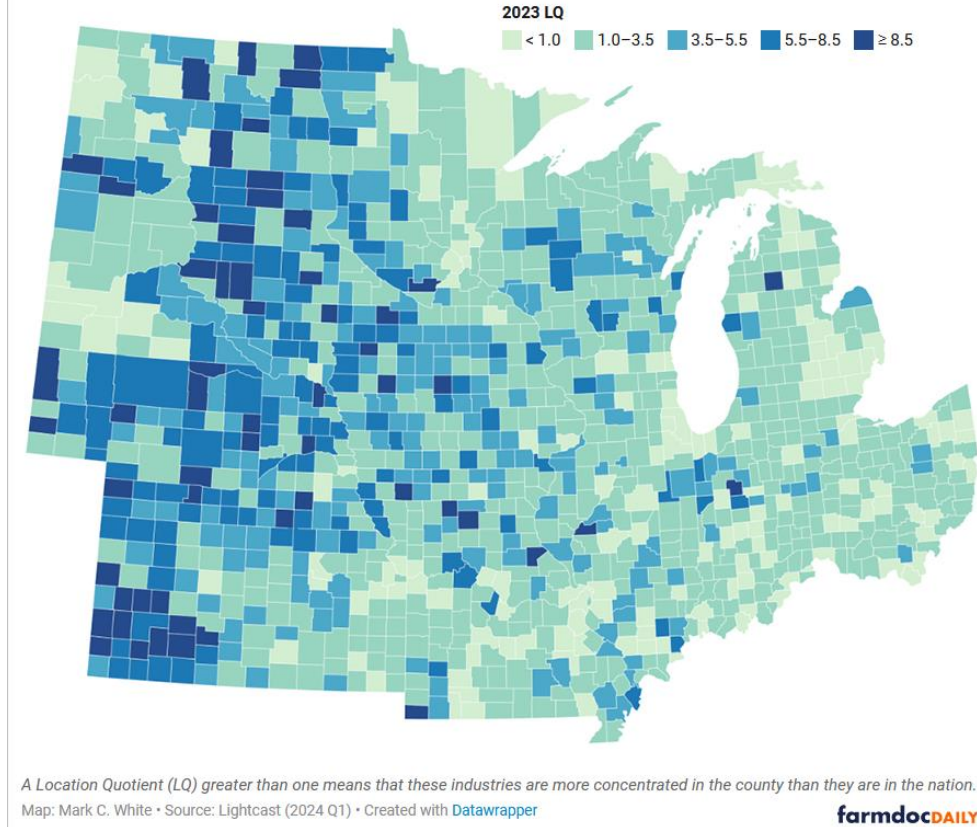 2023 LQ
< 1.0 1.0–3.5 3.5–5.5 5.5–8.5 ≥ 8.5
A Location Quotient (LQ) greater than one means that these industries are more concentrated in the county than they are in the nation.
Map: Mark C. White • Source: Lightcast (2024 Q1) • Created with Datawrapper
farmdocDAILY